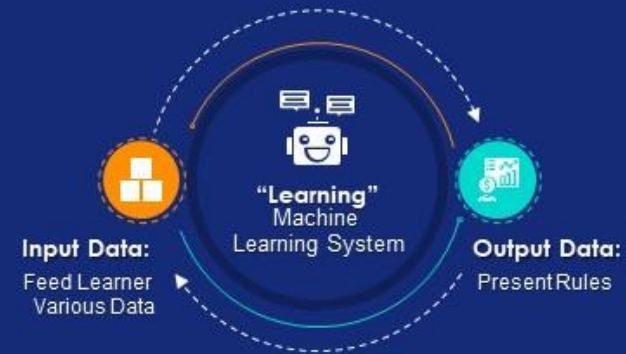 “Learning”
Machine
Learning System
Input Data:
Feed Learner
Various Data
Output Data:
Present Rules